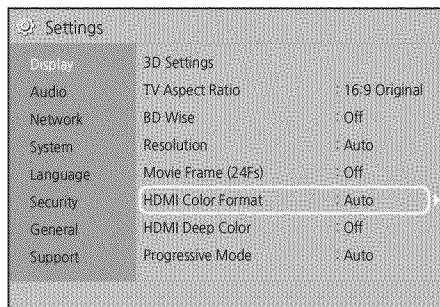 Settings
Display
Audio
Network
System
Language
Security
General
Support
3D Settings
TV Aspect Ratio : 16:9 Original
BD Wise : Off
Resolution : Auto
Movie Frame (24Fs) : Off
HDMI Color Format : Auto
HDMI Deep Color : Off
Progressive Mode : Auto